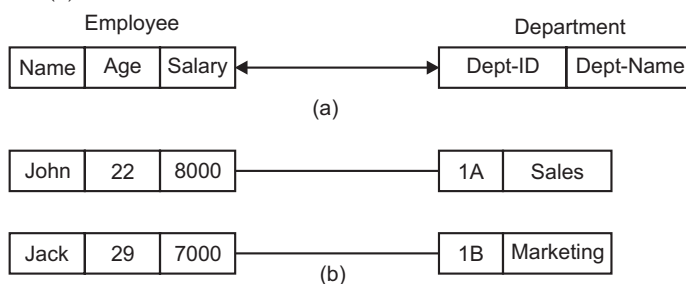 Employee Department
Name Age Salary Dept-ID Dept-Name
(a)
John 22 8000 1A Sales
Jack 29 7000 1B Marketing
(b)